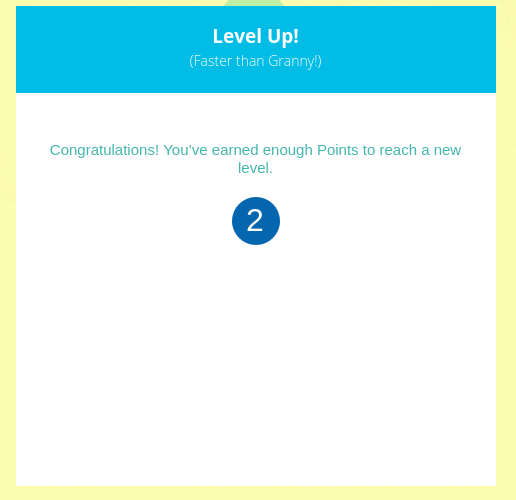 Level Up!
(Faster than Granny!)
Congratulations! You've earned enough Points to reach a new
level.
2